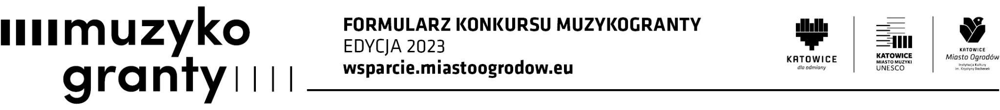 muzyko
granty
FORMULARZ KONKURSU MUZYKOGRANTY
EDYCJA 2023
wsparcie.miastoogrodow.eu
KATOWICE
dla odmiany
KATOWICE
MIASTO MUZYKI
UNESCO
KATOWICE
Miasto Ogrodów
Instytucja Kultury
im. Krystyny Bochenek